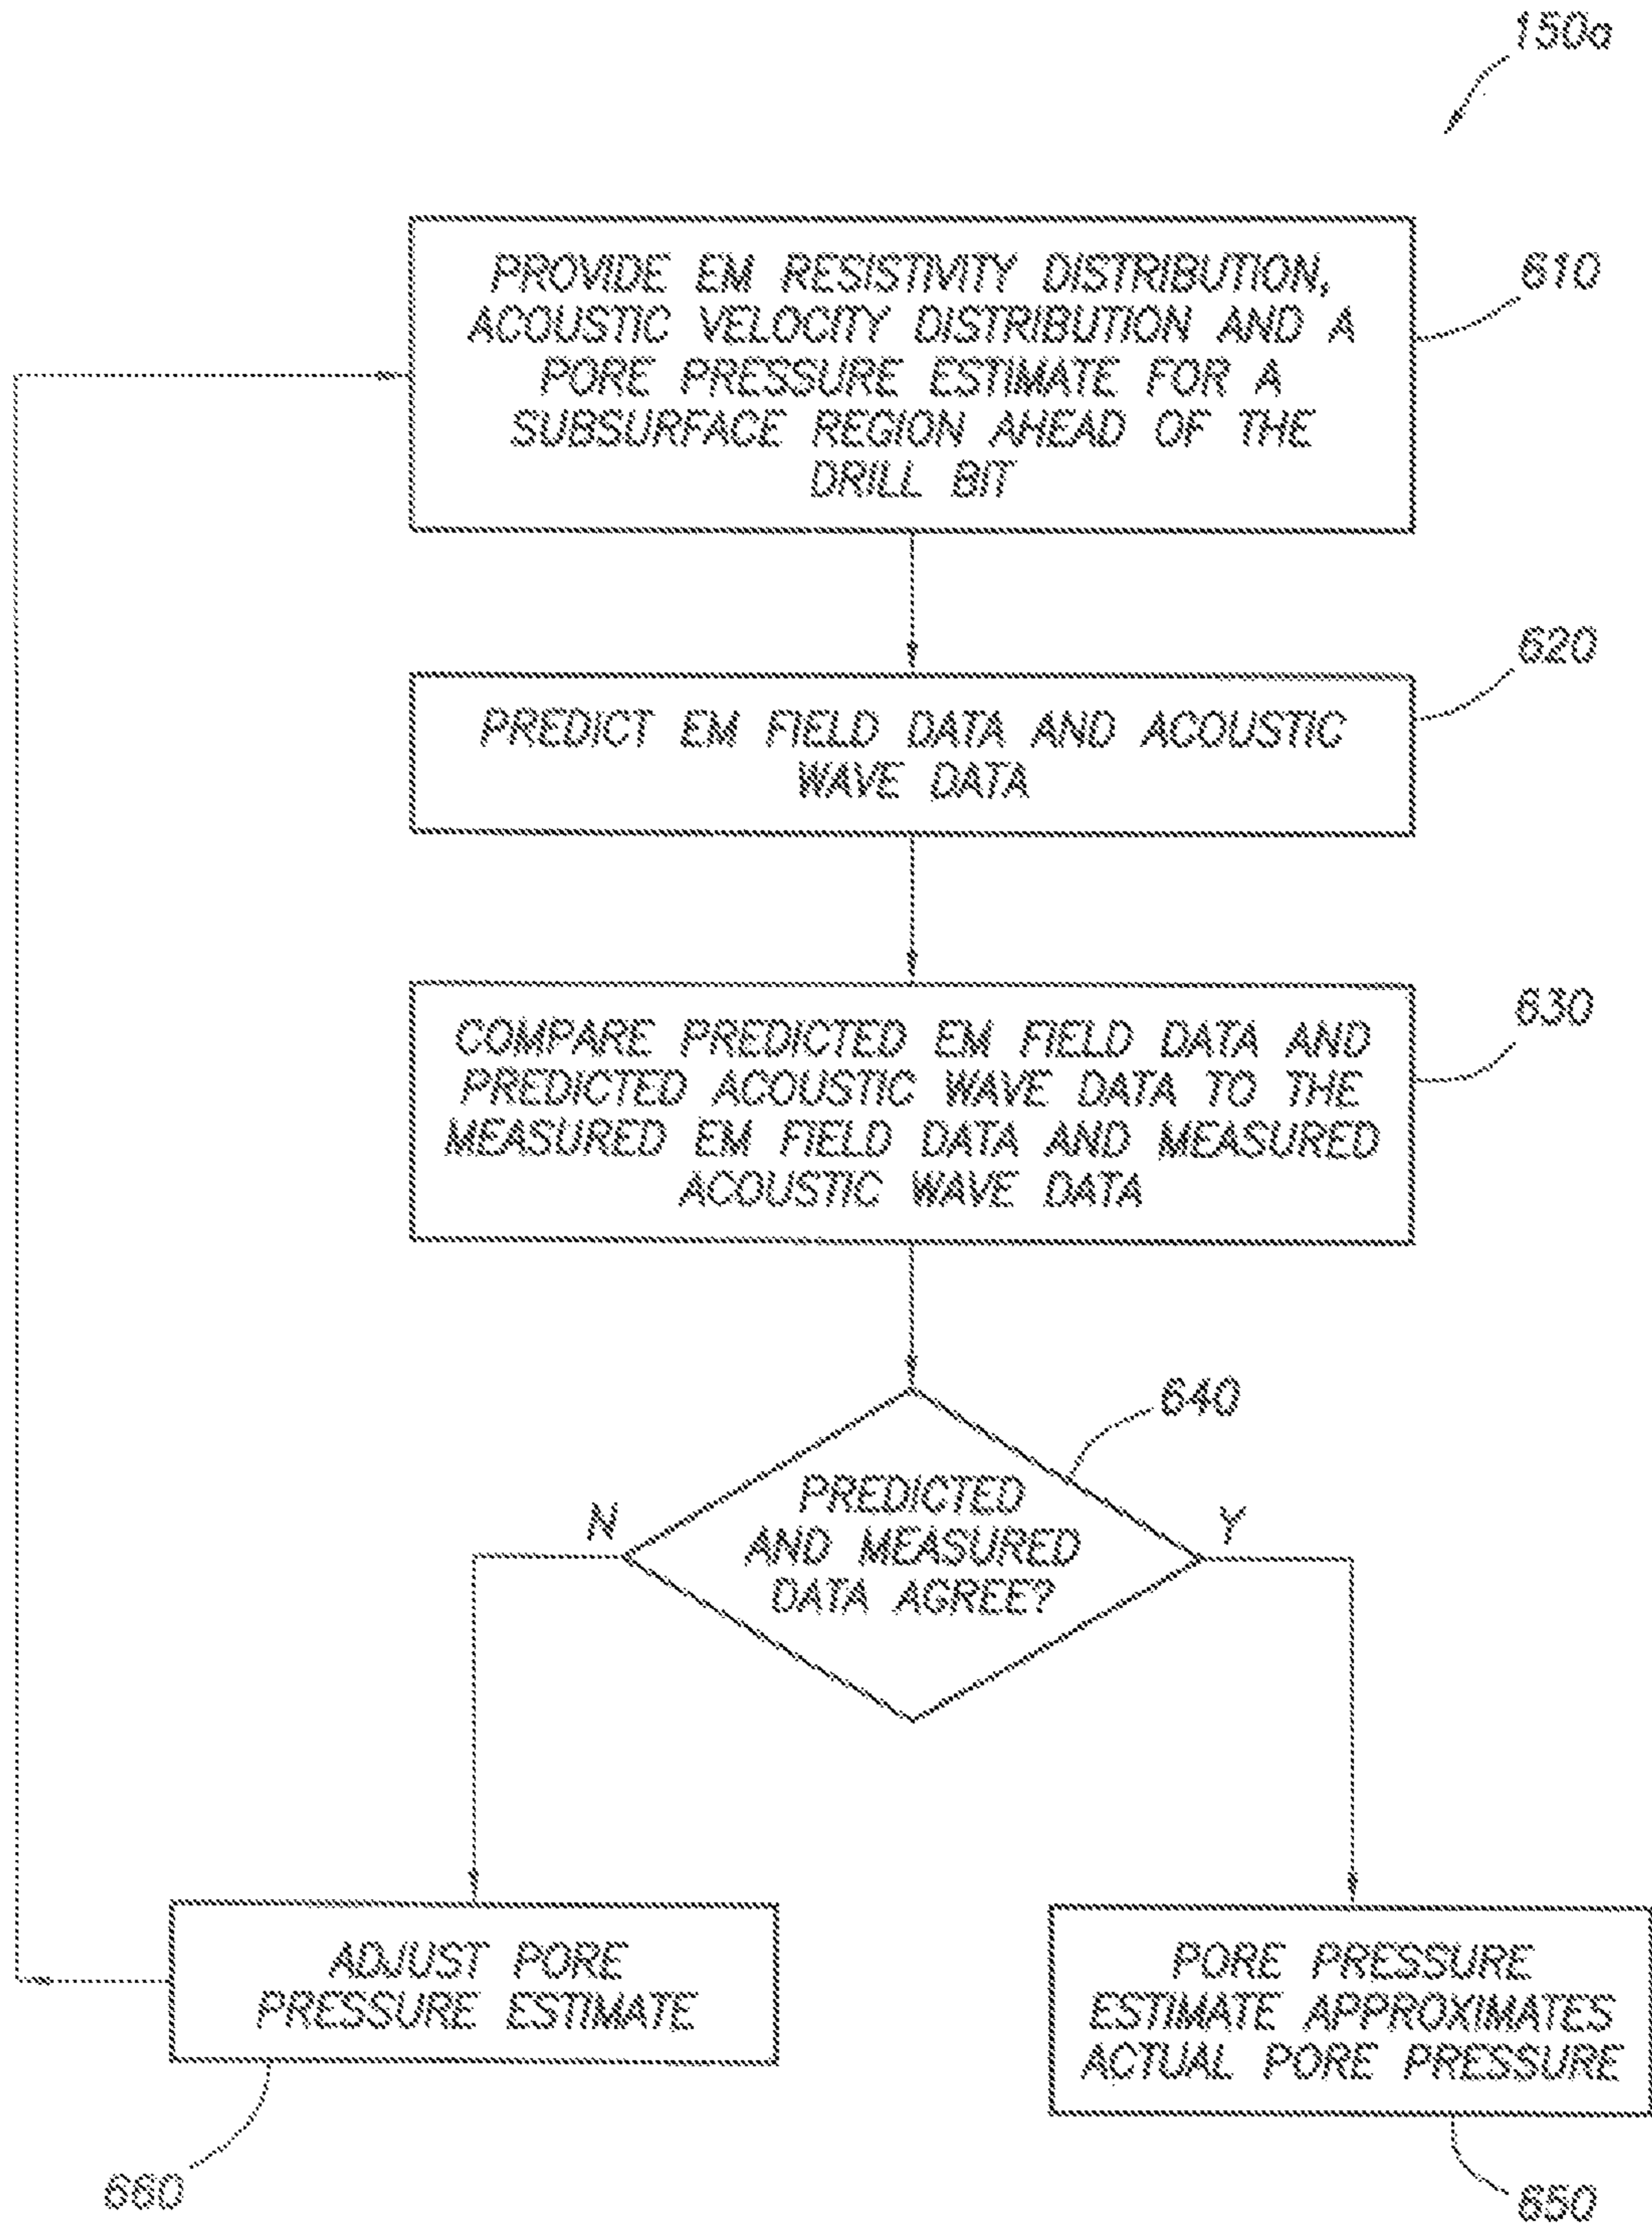 150a
PROVIDE EM RESISTIVITY DISTRIBUTION,
ACOUSTIC VELOCITY DISTRIBUTION AND A
PORE PRESSURE ESTIMATE FOR A
SUBSURFACE REGION AHEAD OF THE
DRILL BIT
610
PREDICT EM FIELD DATA AND ACOUSTIC
WAVE DATA
620
COMPARE PREDICTED EM FIELD DATA AND
PREDICTED ACOUSTIC WAVE DATA TO THE
MEASURED EM FIELD DATA AND MEASURED
ACOUSTIC WAVE DATA
630
640
PREDICTED
AND MEASURED
DATA AGREE?
N
Y
ADJUST PORE
PRESSURE ESTIMATE
660
PORE PRESSURE
ESTIMATE APPROXIMATES
ACTUAL PORE PRESSURE
650